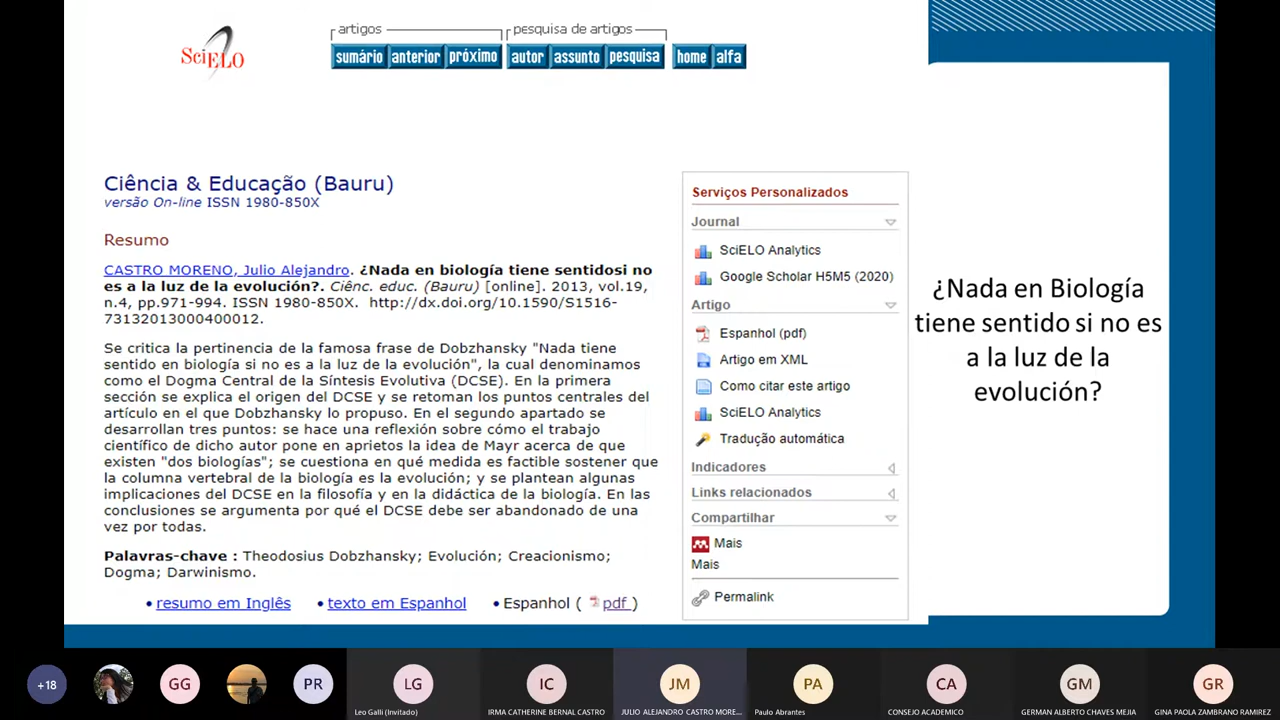 SciELO
artigos
pesquisa de artigos
sumário anterior próximo autor assunto pesquisa home alfa
Ciência & Educação (Bauru)
versão On-line ISSN 1980-850X
Resumo
CASTRO MORENO, Julio Alejandro. ¿Nada en biología tiene sentidosi no
es a la luz de la evolución?. Ciênc. educ. (Bauru) [online]. 2013, vol.19,
n.4, pp.971-994. ISSN 1980-850X. http://dx.doi.org/10.1590/S1516-
73132013000400012.
Se critica la pertinencia de la famosa frase de Dobzhansky "Nada tiene
sentido en biología si no es a la luz de la evolución", la cual denominamos
como el Dogma Central de la Síntesis Evolutiva (DCSE). En la primera
sección se explica el origen del DCSE y se retoman los puntos centrales del
artículo en el que Dobzhansky lo propuso. En el segundo apartado se
desarrollan tres puntos: se hace una reflexión sobre cómo el trabajo
científico de dicho autor pone en aprietos la idea de Mayr acerca de que
existen "dos biologías"; se cuestiona en qué medida es factible sostener que
la columna vertebral de la biología es la evolución; y se plantean algunas
implicaciones del DCSE en la filosofía y en la didáctica de la biología. En las
conclusiones se argumenta por qué el DCSE debe ser abandonado de una
vez por todas.
Palavras-chave : Theodosius Dobzhansky; Evolución; Creacionismo;
Dogma; Darwinismo.
• resumo em Inglês • texto em Espanhol • Espanhol ( pdf )
Serviços Personalizados
Journal
SciELO Analytics
Google Scholar H5M5 (2020)
Artigo
Espanhol (pdf)
Artigo em XML
Como citar este artigo
SciELO Analytics
Tradução automática
Indicadores
Links relacionados
Compartilhar
Mais
Mais
Permalink
¿Nada en Biología
tiene sentido si no es
a la luz de la
evolución?
+18 GG PR LG IC JM PA CA GM GR
Leo Galli (Invitado) IRMA CATHERINE BERNAL CASTRO JULIO ALEJANDRO CASTRO MORE... Paulo Abrantes CONSEJO ACADEMICO GERMAN ALBERTO CHAVES MEJIA GINA PAOLA ZAMBRANO RAMIREZ